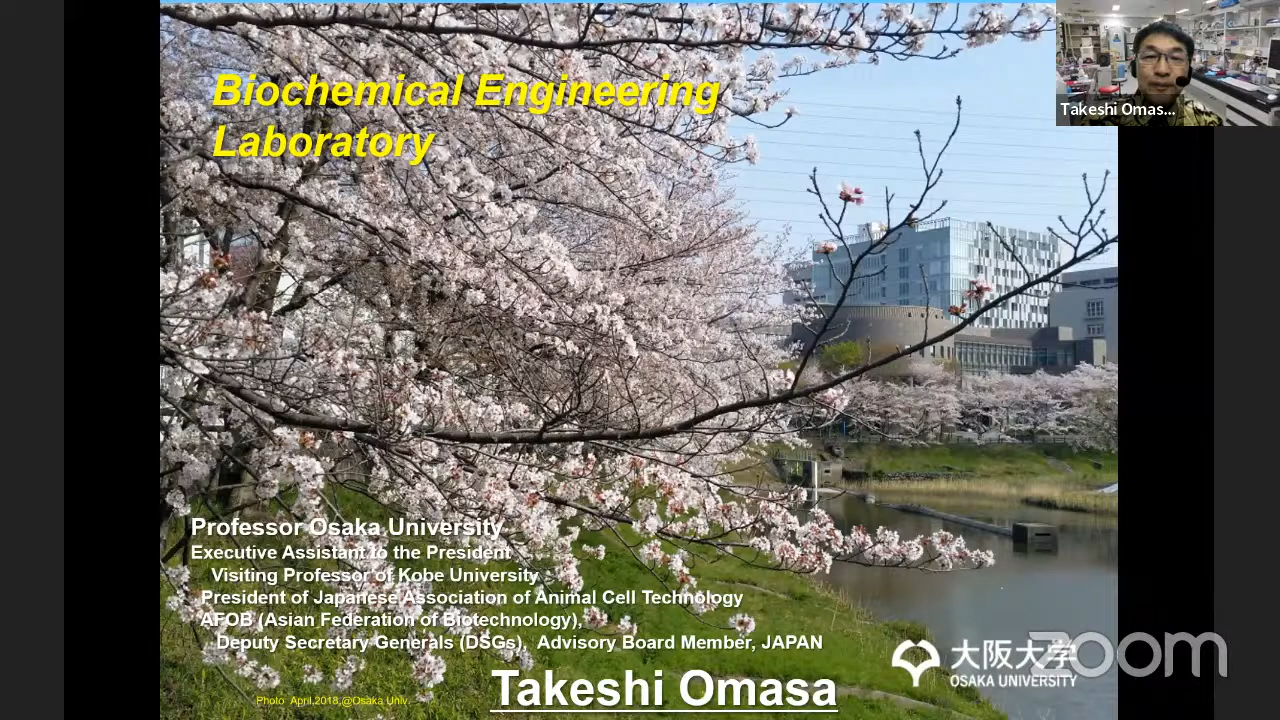 Biochemical Engineering
Laboratory
Takeshi Omas...
Professor Osaka University
Executive Assistant to the President
Visiting Professor of Kobe University
President of Japanese Association of Animal Cell Technology
AFOB (Asian Federation of Biotechnology),
Deputy Secretary Generals (DSGs), Advisory Board Member, JAPAN
Takeshi Omasa
Photo April,2018,@Osaka Univ.
大阪大学
OSAKA UNIVERSITY
zoom